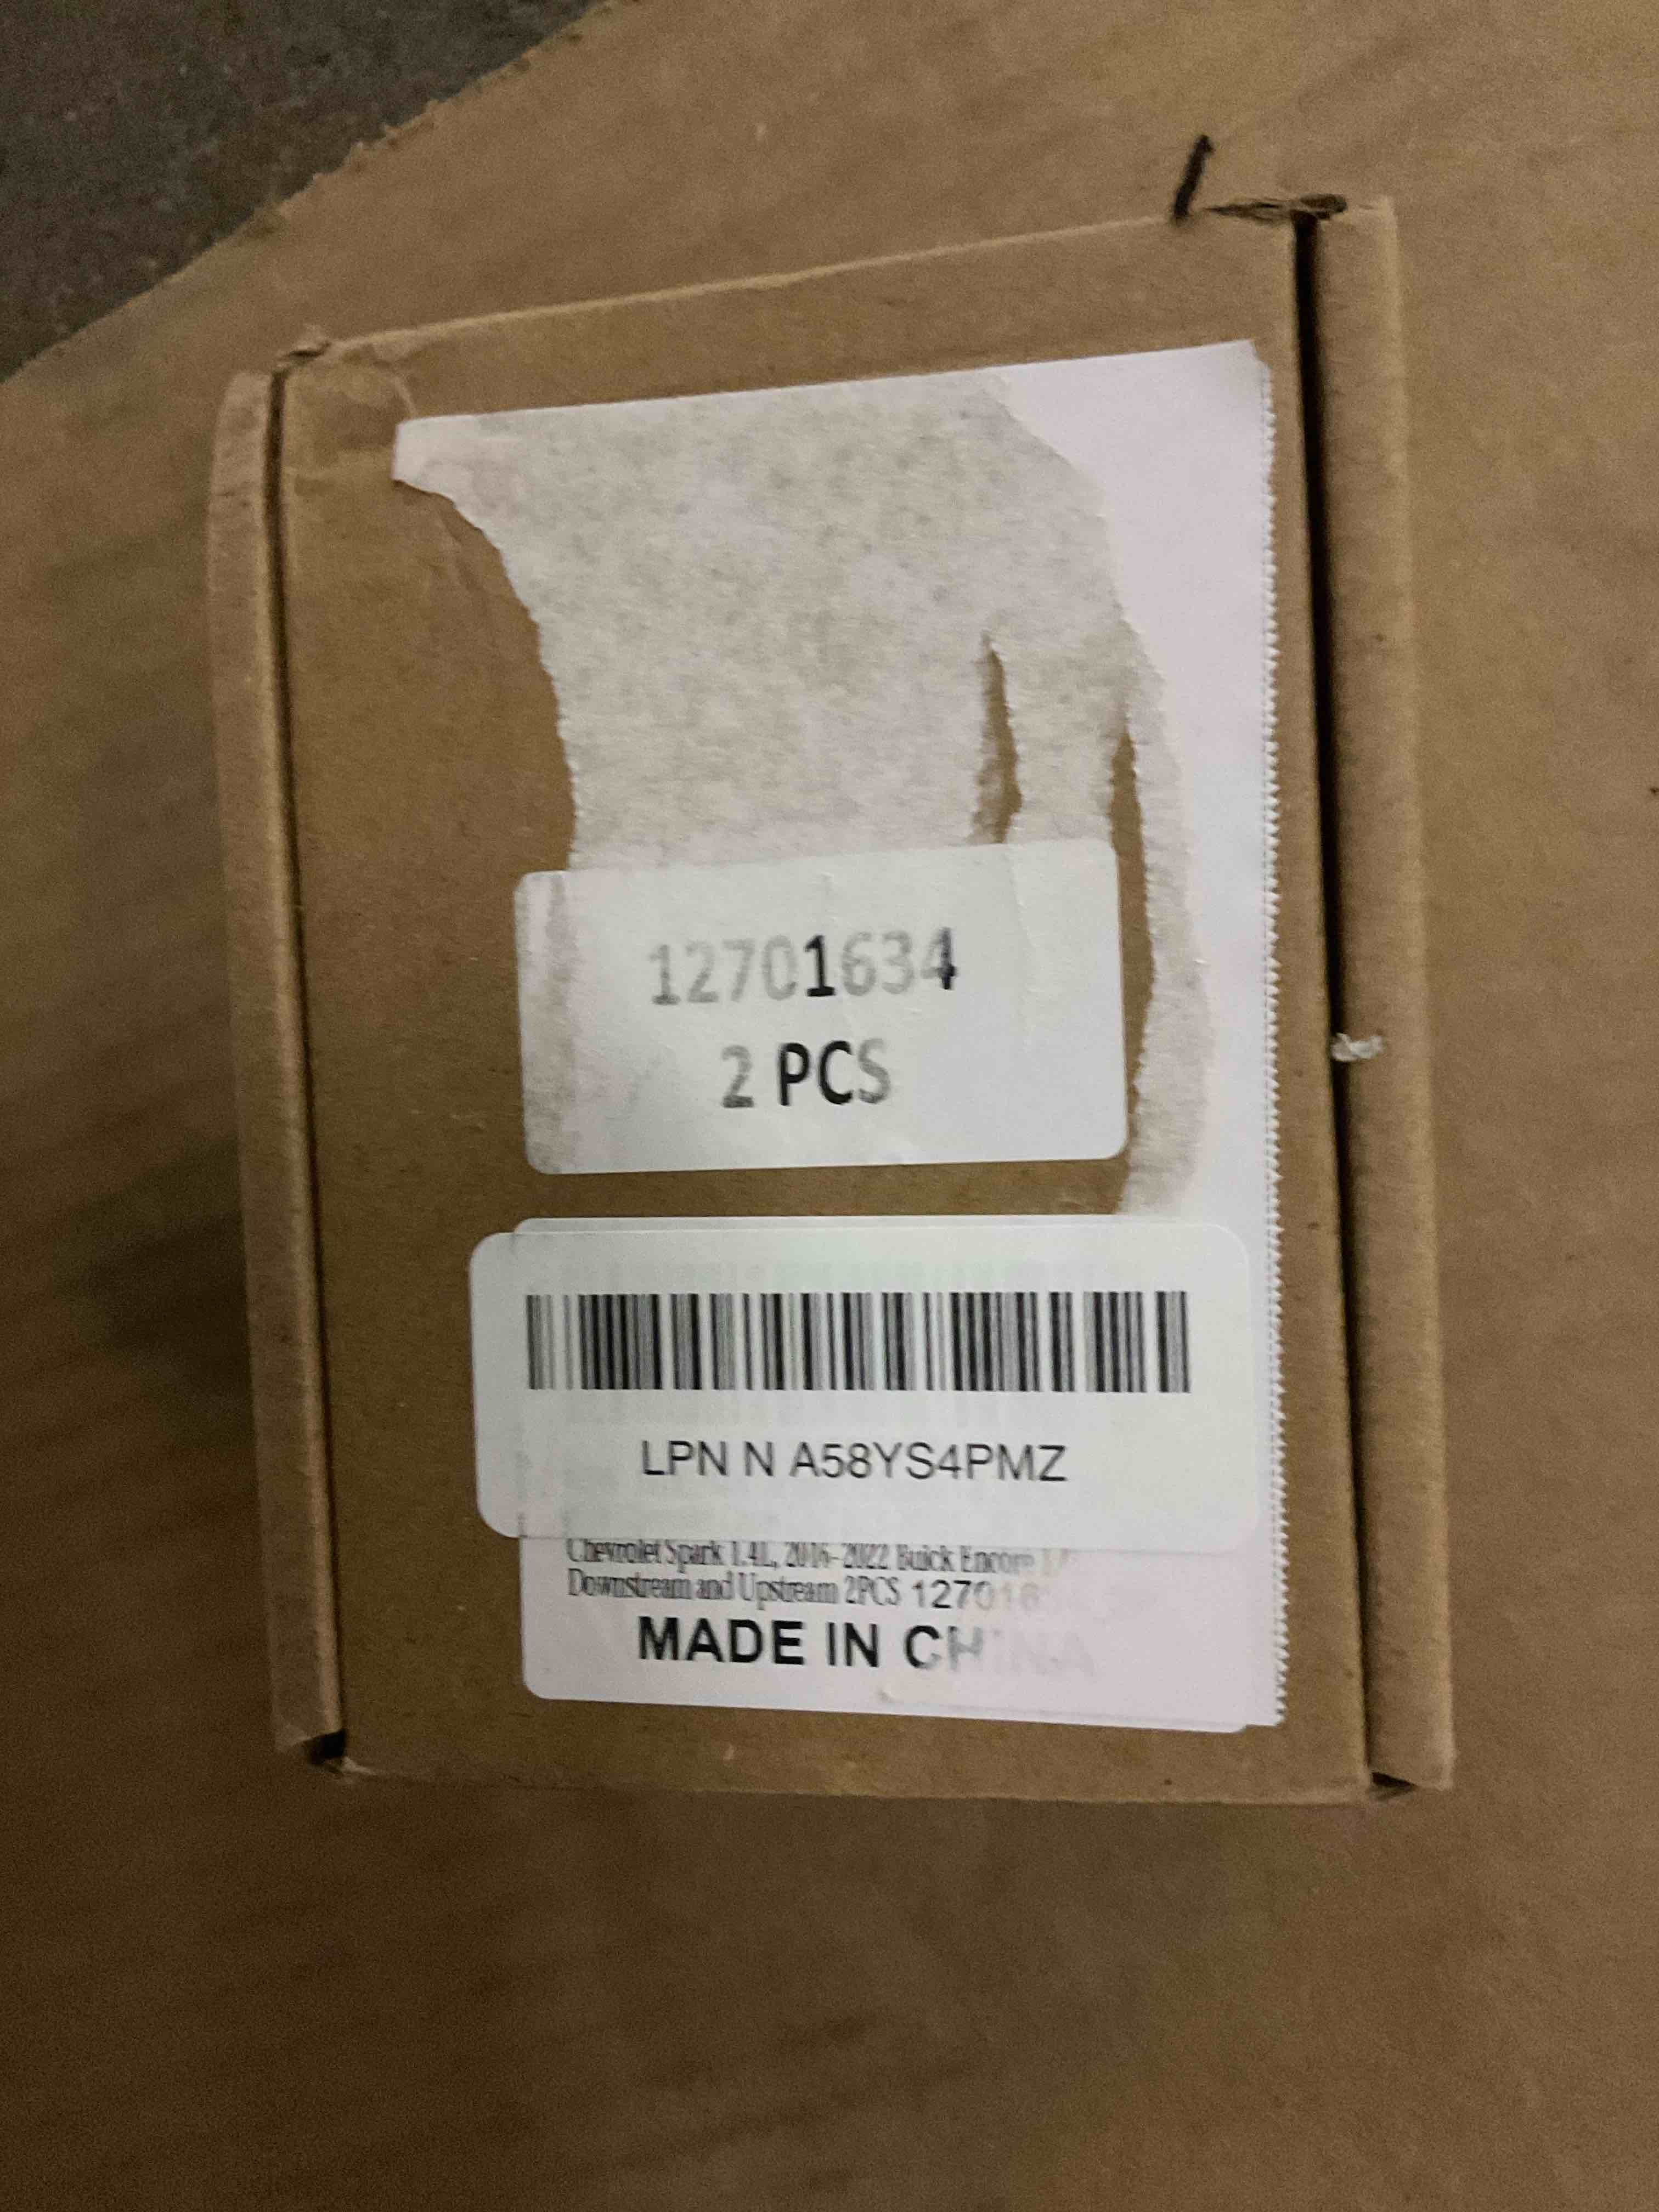 12701634
2 PCS
LPN N A58YS4PMZ
Chevrolet Spark 1.4L, 2016-2022 Buick Encore
Downstream and Upstream 2PCS 127016
MADE IN CHINA